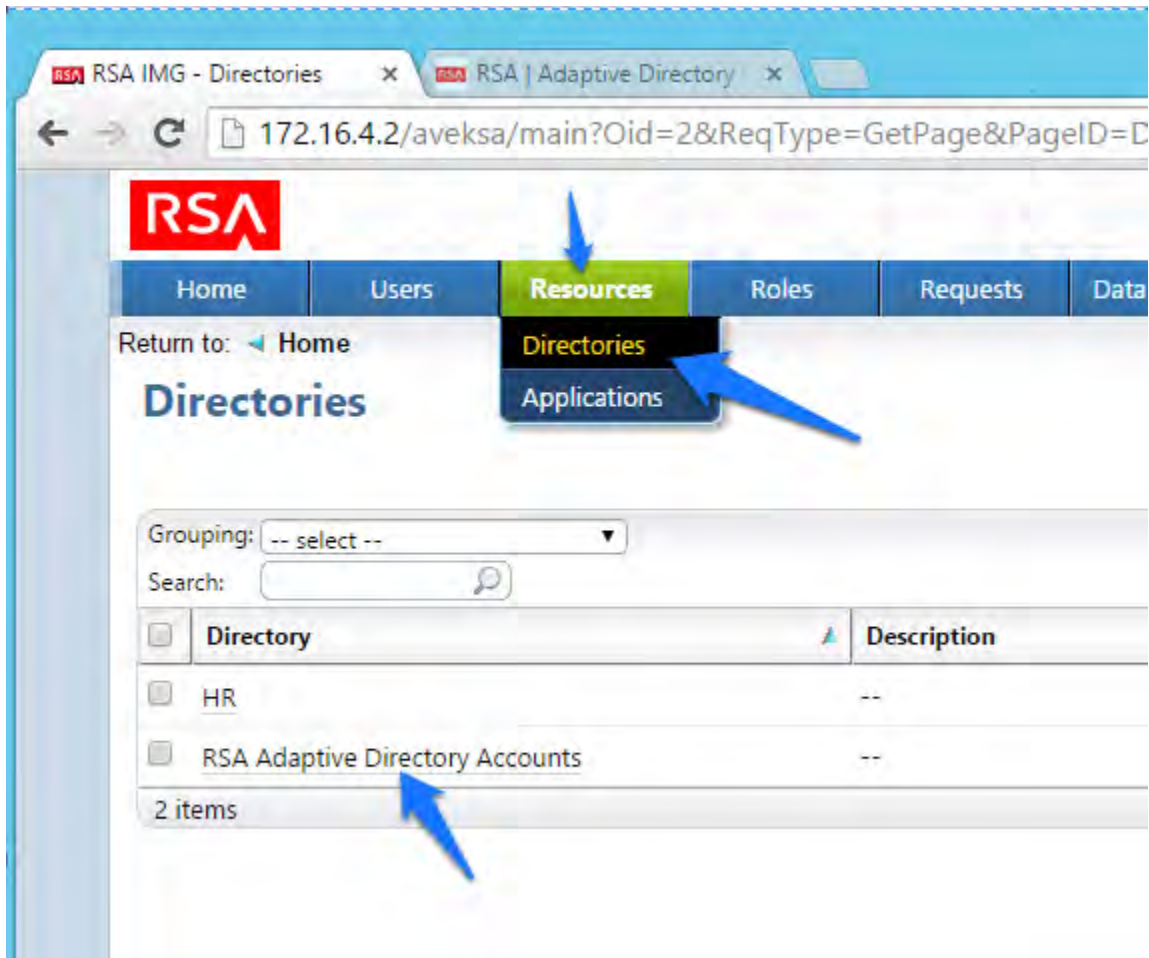 RSA RSA IMG - Directories × RSA RSA | Adaptive Directory ×
172.16.4.2/aveksa/main?Oid=2&ReqType=GetPage&PageID=D
RSA
Home Users Resources Roles Requests Data
Return to: Home
Directories
Applications
Directories
Grouping: -- select --
Search:
Directory Description
HR --
RSA Adaptive Directory Accounts --
2 items